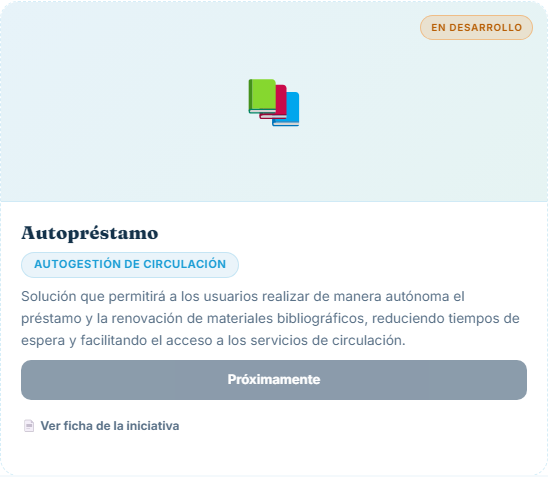 EN DESARROLLO
Autopréstamo
AUTOGESTIÓN DE CIRCULACIÓN
Solución que permitirá a los usuarios realizar de manera autónoma el
préstamo y la renovación de materiales bibliográficos, reduciendo tiempos de
espera y facilitando el acceso a los servicios de circulación.
Próximamente
Ver ficha de la iniciativa